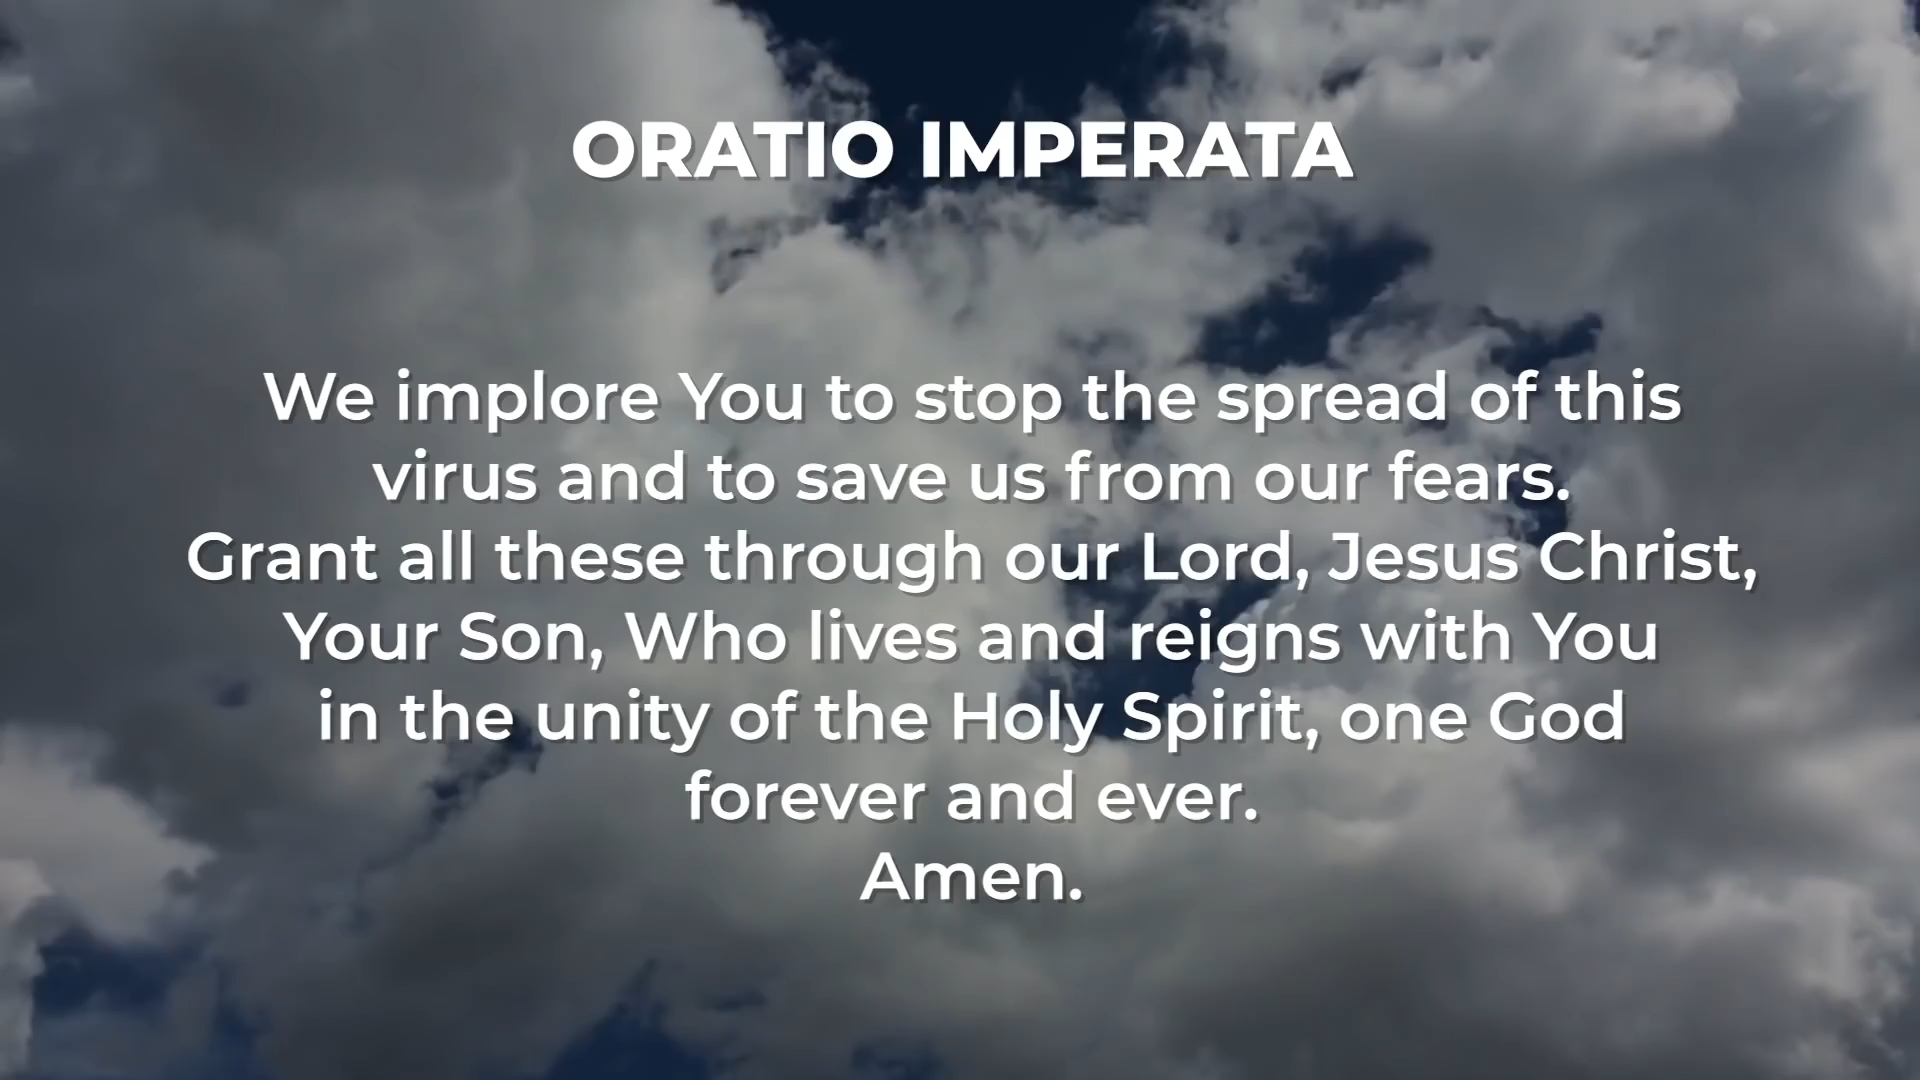 ORATIO IMPERATA
We implore You to stop the spread of this
virus and to save us from our fears.
Grant all these through our Lord, Jesus Christ,
Your Son, Who lives and reigns with You
in the unity of the Holy Spirit, one God
forever and ever.
Amen.